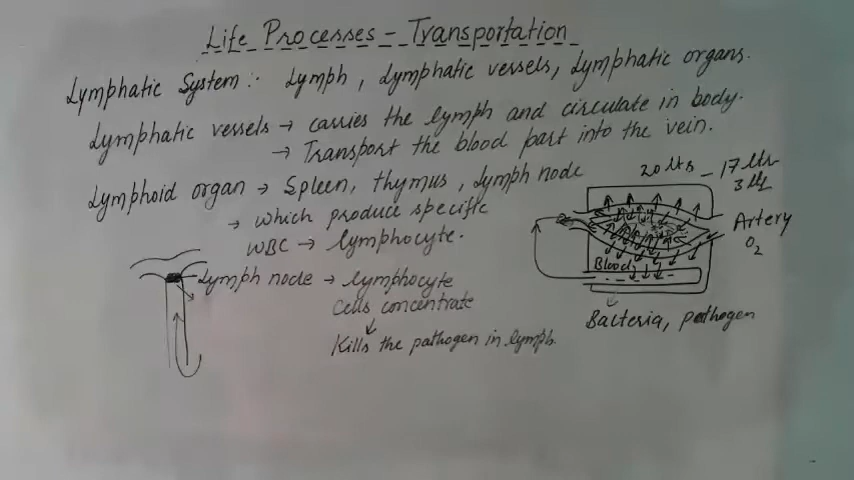 Life Processes - Transportation
Lymphatic System :- Lymph, Lymphatic vessels, Lymphatic organs.
Lymphatic vessels → carries the lymph and circulate in body.
→ Transport the blood part into the vein.
Lymphoid organ → Spleen, thymus, Lymph node
→ which produce specific
WBC → lymphocyte.
Lymph node → lymphocyte
Cells concentrate
↓
Kills the pathogen in lymph.
20 lts - 17 ltr
3 ltr
Artery
O2
Blood
Bacteria, pathogen